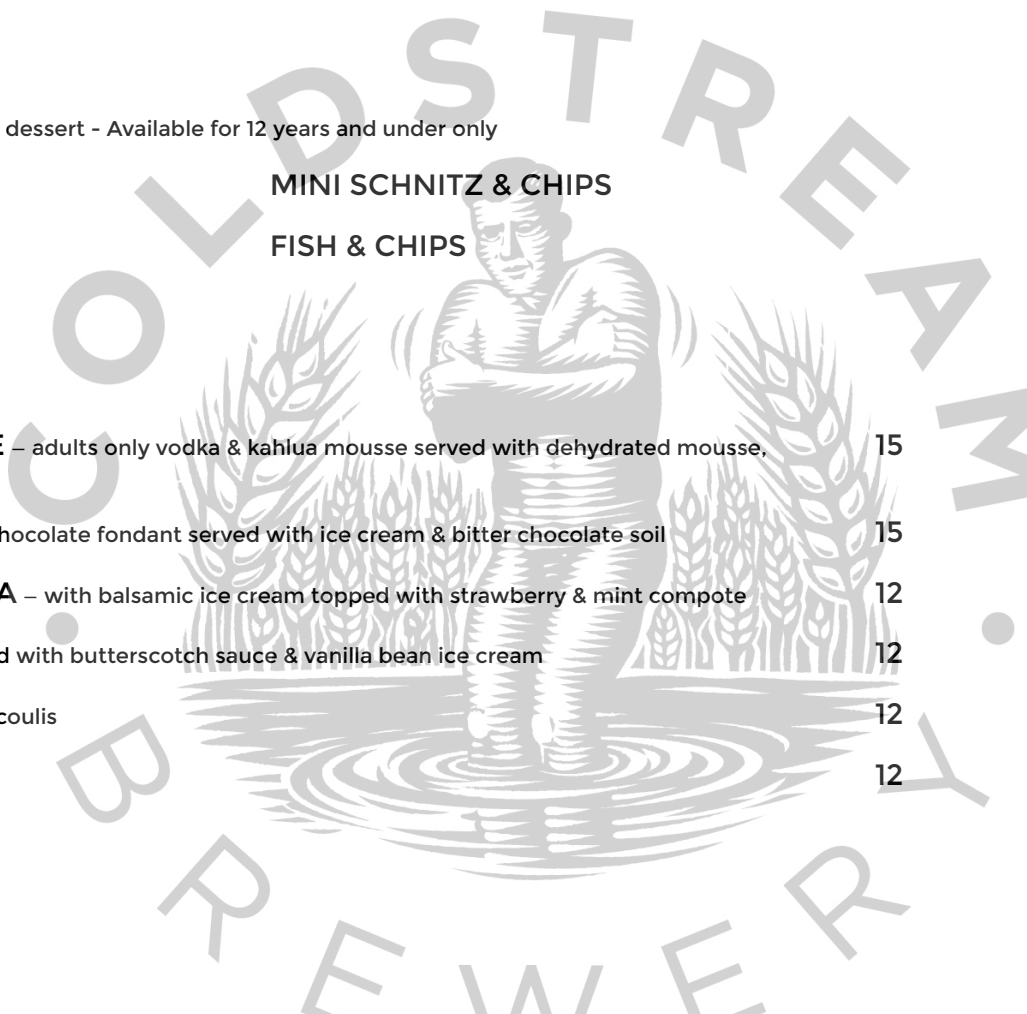 COLDSTREAM
dessert - Available for 12 years and under only
MINI SCHNITZ & CHIPS
FISH & CHIPS
E – adults only vodka & kahlua mousse served with dehydrated mousse, 15
hocolate fondant served with ice cream & bitter chocolate soil 15
A – with balsamic ice cream topped with strawberry & mint compote 12
d with butterscotch sauce & vanilla bean ice cream 12
coulis 12
12
BREWERY